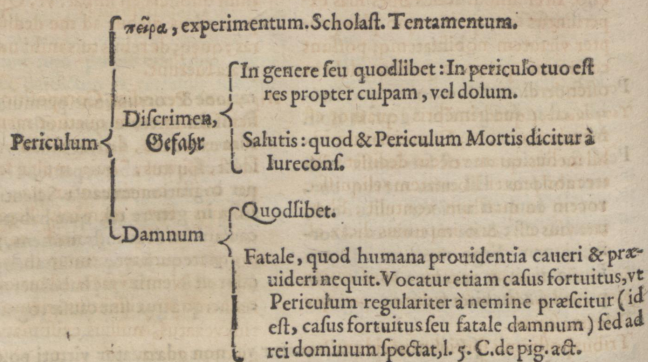 πεῖρα, experimentum. Scholaſt. Tentamentum.
In genere ſeu quodlibet: In periculo tuo eſt
res propter culpam, vel dolum.
Diſcrimen,
Gefahr
Periculum
Salutis: quod & Periculum Mortis dicitur à
Iureconſ.
Quodlibet.
Damnum
Fatale, quod humana prouidentia caueri & præ-
uideri nequit. Vocatur etiam caſus fortuitus, vt
Periculum regulariter à nemine præſcitur (id
eſt, caſus fortuitus ſeu fatale damnum) ſed ad
rei dominum ſpectat, l. 5. C. de pig. act.